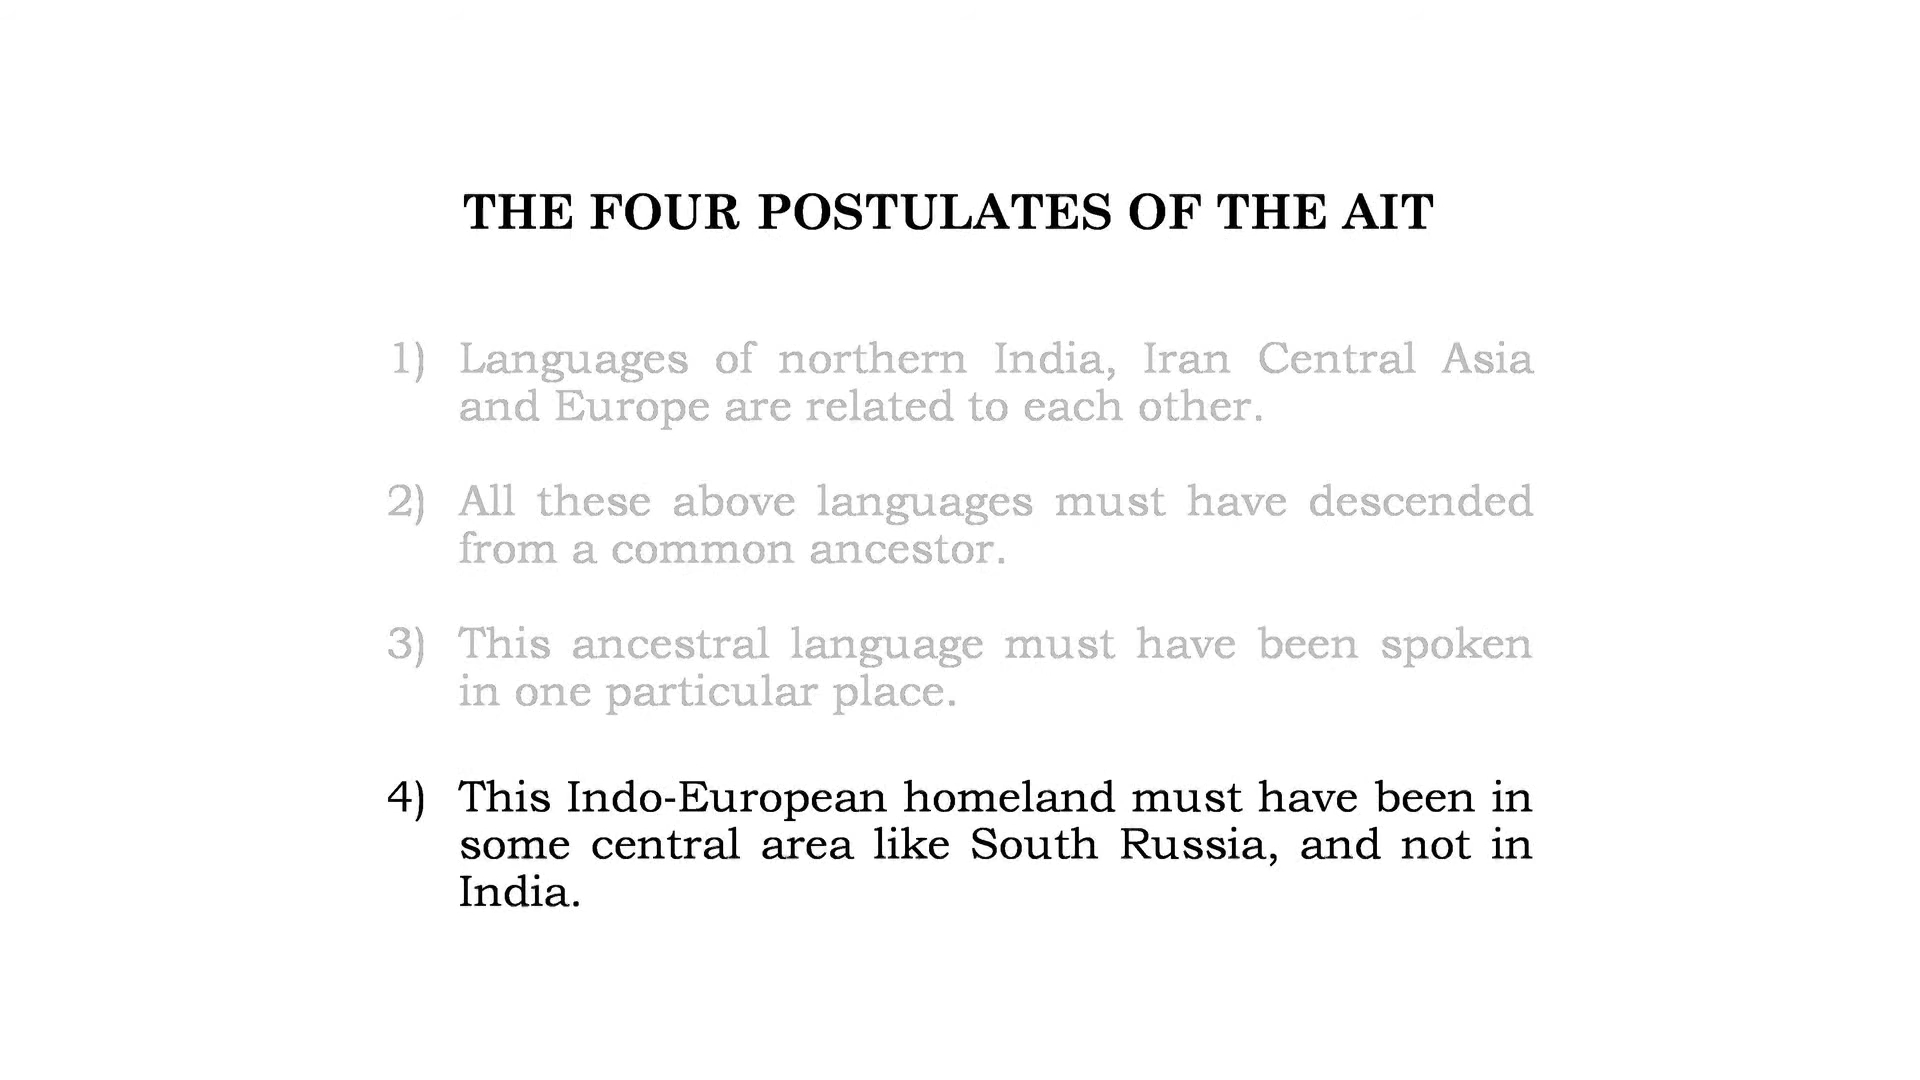 THE FOUR POSTULATES OF THE AIT
1) Languages of northern India, Iran Central Asia
and Europe are related to each other.
2) All these above languages must have descended
from a common ancestor.
3) This ancestral language must have been spoken
in one particular place.
4) This Indo-European homeland must have been in
some central area like South Russia, and not in
India.